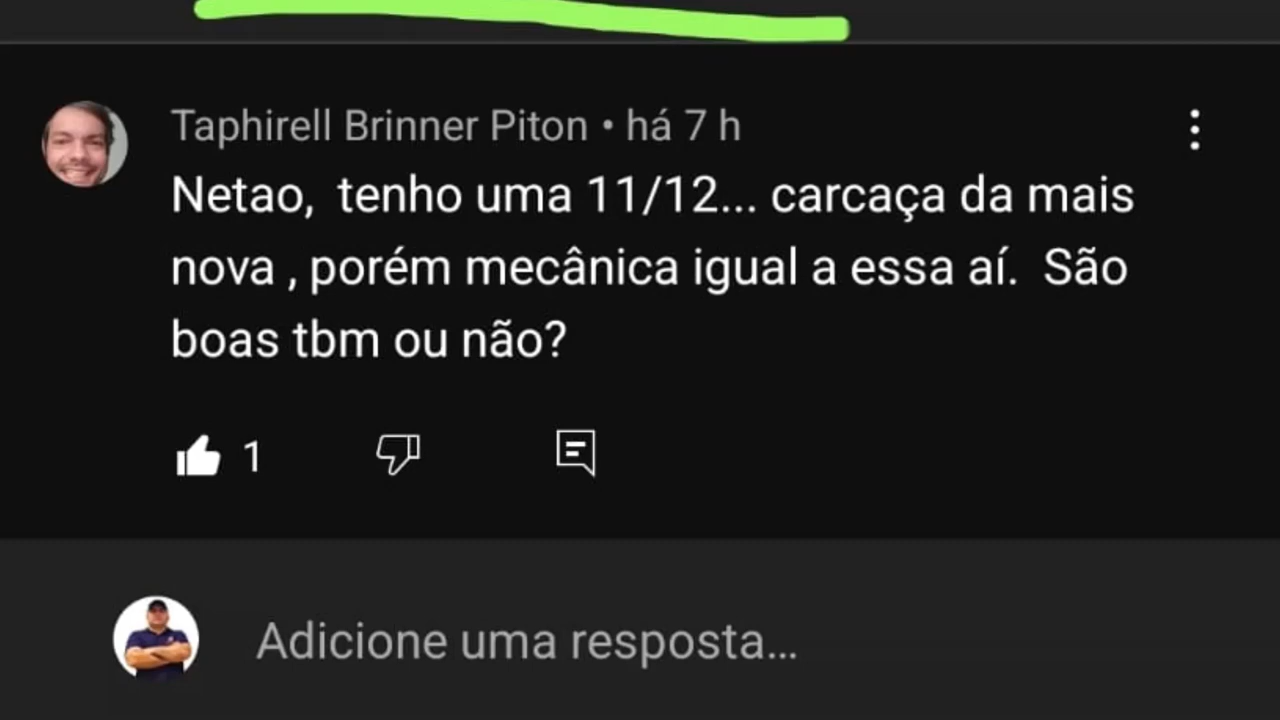 Taphirell Brinner Piton • há 7 h
Netao, tenho uma 11/12... carcaça da mais
nova , porém mecânica igual a essa aí. São
boas tbm ou não?
1
Adicione uma resposta...